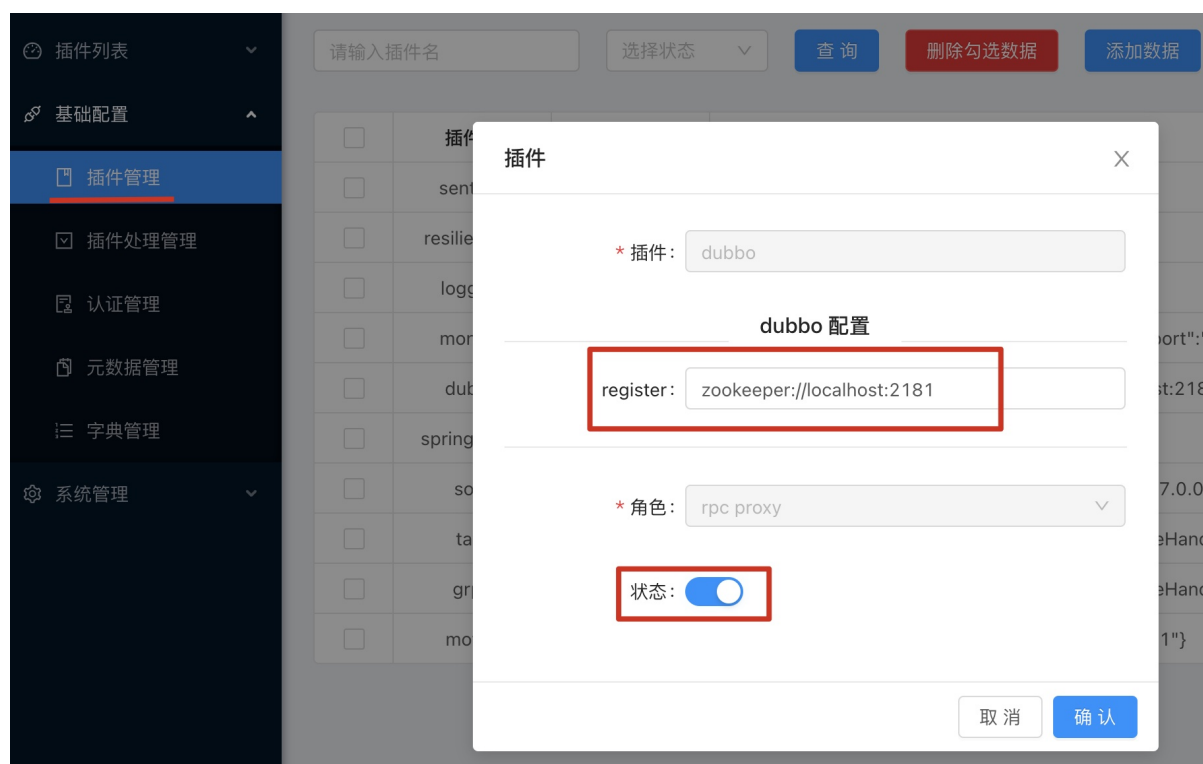 插件列表
基础配置
插件管理
插件处理管理
认证管理
元数据管理
字典管理
系统管理
请输入插件名 选择状态 查 询 删除勾选数据 添加数据
插件
sent
resilie
logg
mon
dub
spring
so
ta
grp
mo
插件
* 插件: dubbo
dubbo 配置
register: zookeeper://localhost:2181
* 角色: rpc proxy
状态:
取 消 确 认
port":"
st:218
7.0.0
eHand
eHand
1"}